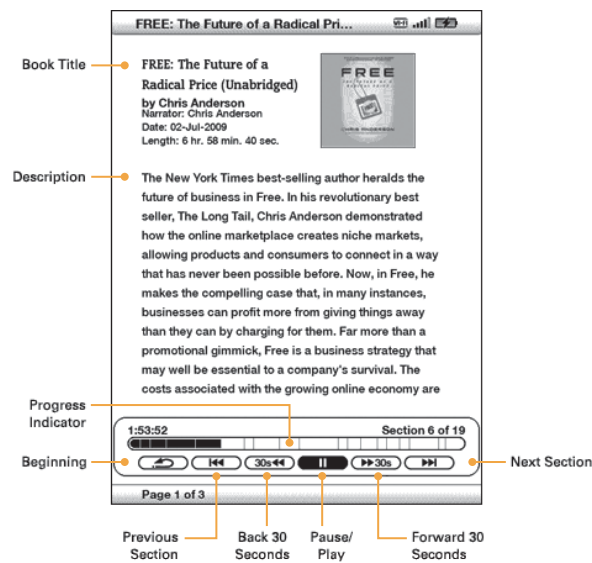 FREE: The Future of a Radical Pri...
Book Title
FREE: The Future of a
Radical Price (Unabridged)
by Chris Anderson
Narrator: Chris Anderson
Date: 02-Jul-2009
Length: 6 hr. 58 min. 40 sec.
FREE
THE FUTURE OF A
RADICAL PRICE
CHRIS ANDERSON
Description
The New York Times best-selling author heralds the
future of business in Free. In his revolutionary best
seller, The Long Tail, Chris Anderson demonstrated
how the online marketplace creates niche markets,
allowing products and consumers to connect in a way
that has never been possible before. Now, in Free, he
makes the compelling case that, in many instances,
businesses can profit more from giving things away
than they can by charging for them. Far more than a
promotional gimmick, Free is a business strategy that
may well be essential to a company's survival. The
costs associated with the growing online economy are
Progress
Indicator
1:53:52 Section 6 of 19
Beginning
30s
30s
Next Section
Page 1 of 3
Previous
Section
Back 30
Seconds
Pause/
Play
Forward 30
Seconds